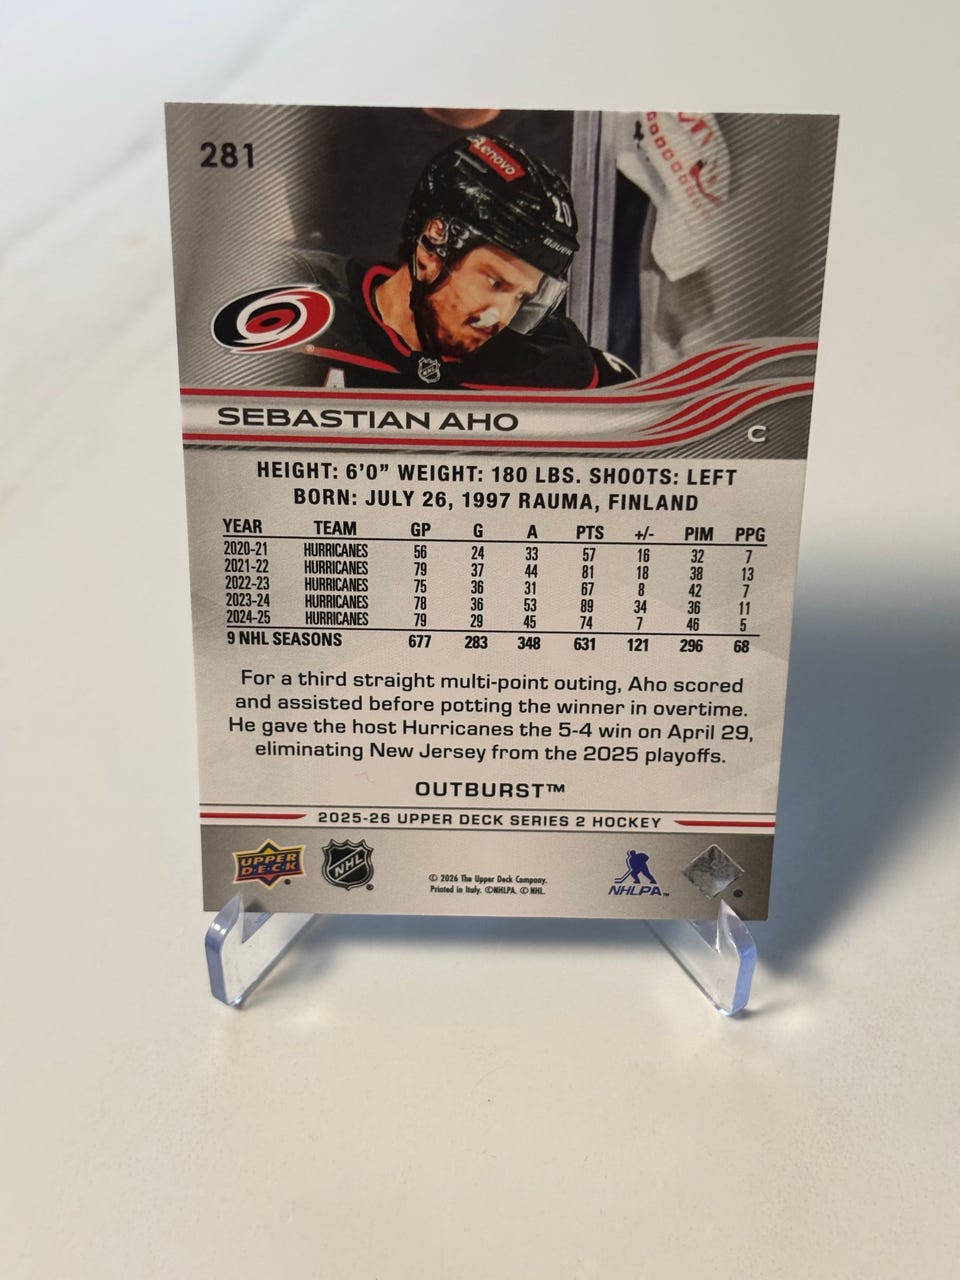 281
Lenovo
10
BAUER
SEBASTIAN AHO
C
A
NHL
HEIGHT: 6'0" WEIGHT: 180 LBS. SHOOTS: LEFT
BORN: JULY 26, 1997 RAUMA, FINLAND
YEAR TEAM GP G A PTS +/- PIM PPG
2020-21 HURRICANES 56 24 33 57 16 32 7
2021-22 HURRICANES 79 37 44 81 18 38 13
2022-23 HURRICANES 75 36 31 67 8 42 7
2023-24 HURRICANES 78 36 53 89 34 36 11
2024-25 HURRICANES 79 29 45 74 7 46 5
9 NHL SEASONS 677 283 348 631 121 296 68
For a third straight multi-point outing, Aho scored
and assisted before potting the winner in overtime.
He gave the host Hurricanes the 5-4 win on April 29,
eliminating New Jersey from the 2025 playoffs.
OUTBURST™
2025-26 UPPER DECK SERIES 2 HOCKEY
UPPER D·E·C·K ®
NHL ®
© 2026 The Upper Deck Company.
Printed in Italy. ©NHLPA. © NHL.
NHLPA™
®